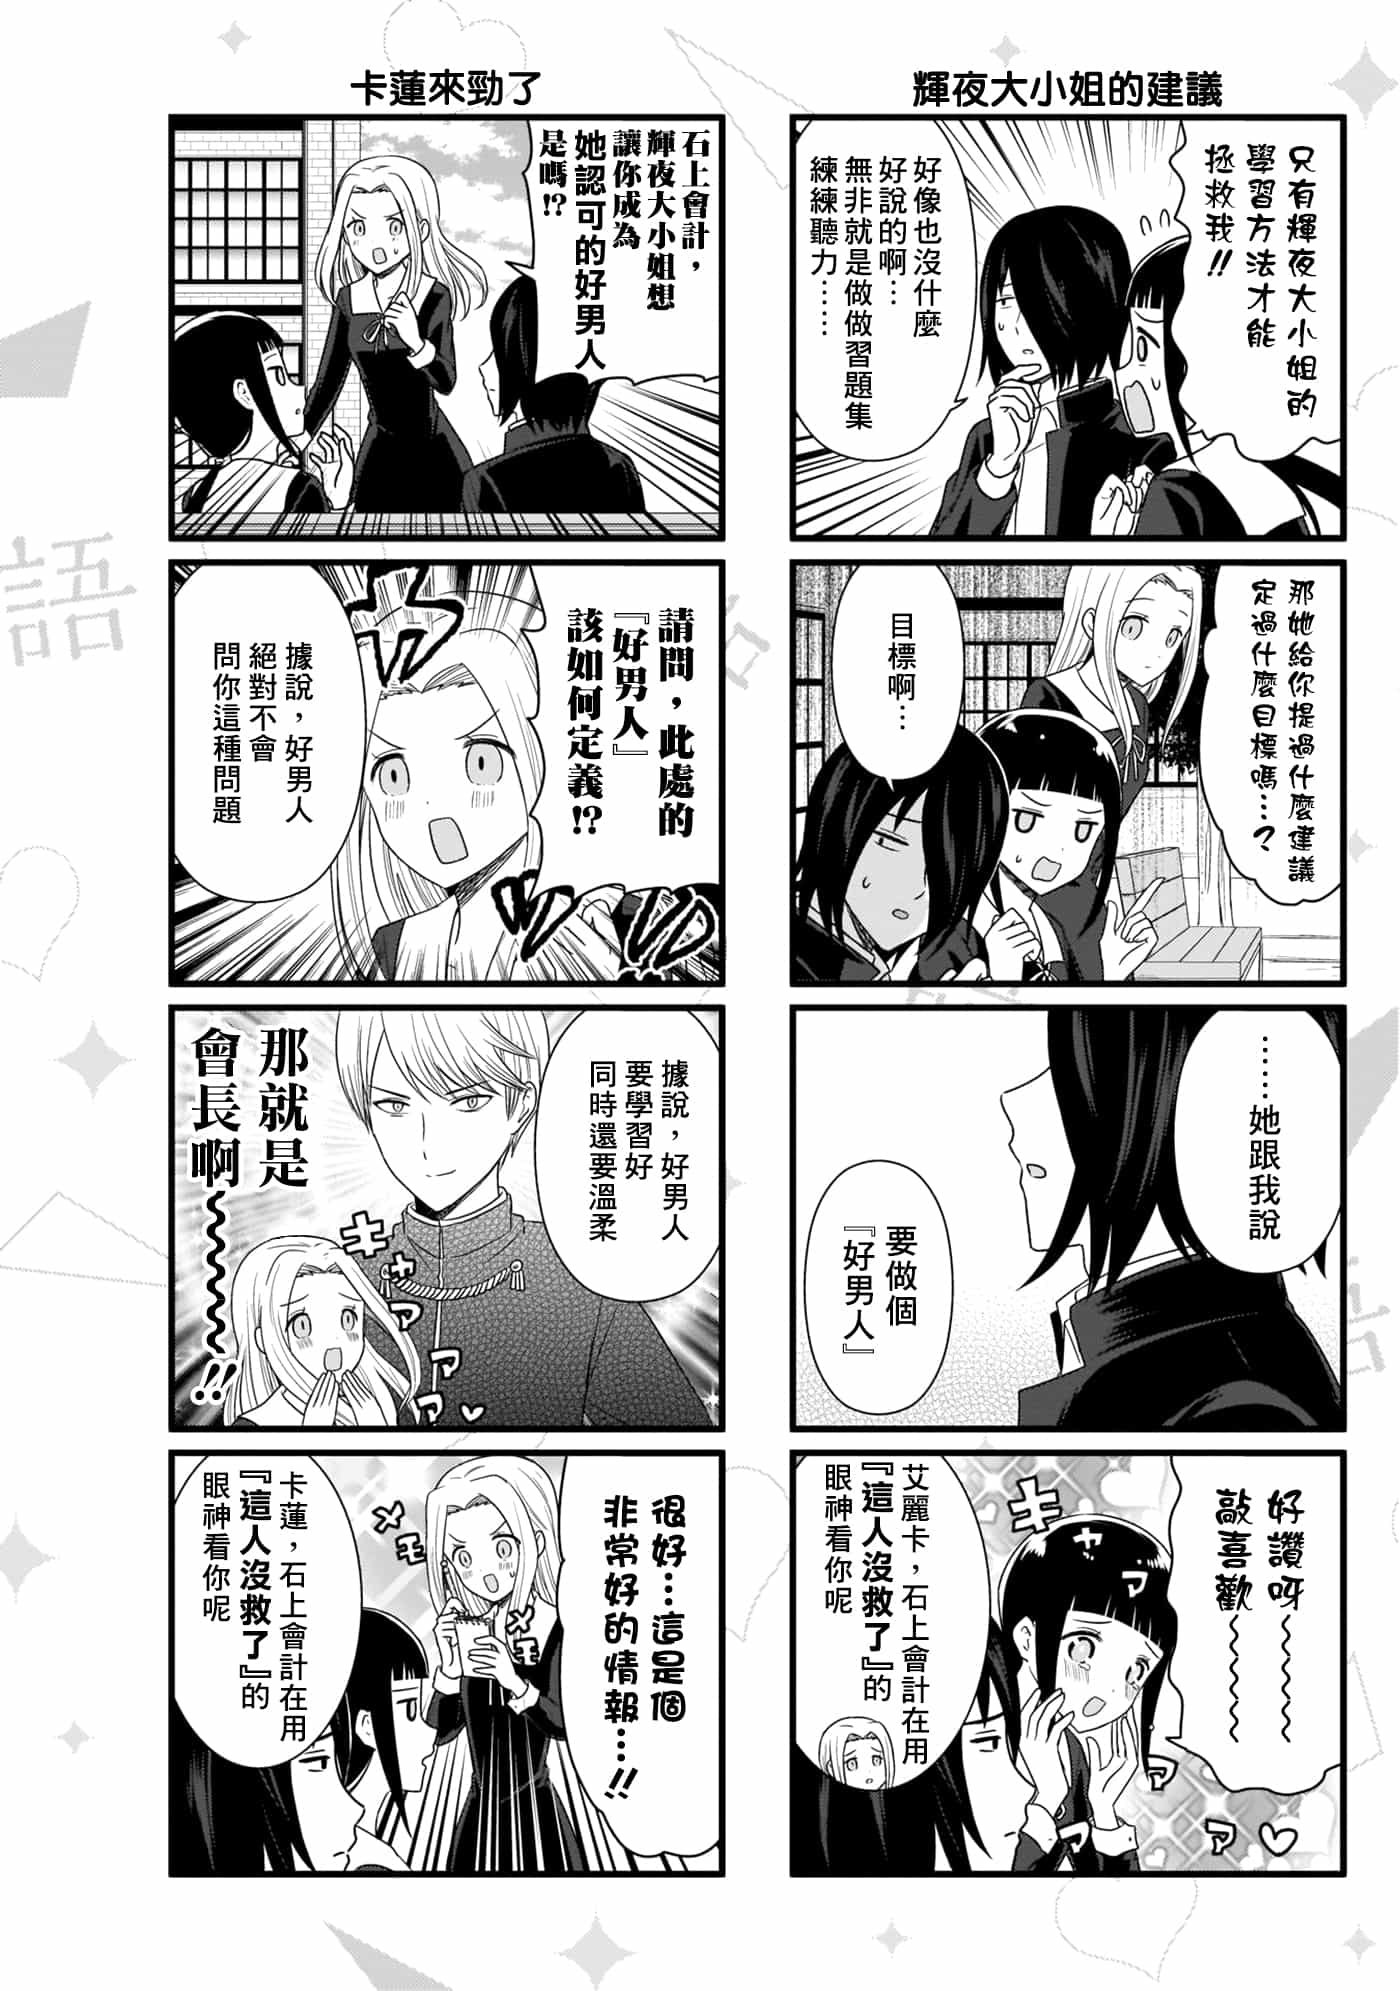 輝夜大小姐的建議
只有輝夜大小姐的
學習方法才能
拯救我!!
好像也沒什麼
好說的啊…
無非就是做做習題集
練練聽力……
那她給你提過什麼建議
定過什麼目標嗎…?
目標啊…
……她跟我說
要做個
『好男人』
好讚呀~~~~
敲喜歡~~~~
キャァァァ♡
艾麗卡，石上會計在用
『這人沒救了』的
眼神看你呢
卡蓮來勁了
石上會計，
輝夜大小姐想
讓你成為
她認可的好男人
是嗎!?
請問，此處的
『好男人』
該如何定義!?
據說，好男人
絕對不會
問你這種問題
據說，好男人
要學習好
同時還要溫柔
那就是
會長啊~~~~!!
キャァァァ♡
很好…這是個
非常好的情報…!!
メモ
メモ
卡蓮，石上會計在用
『這人沒救了』的
眼神看你呢
語